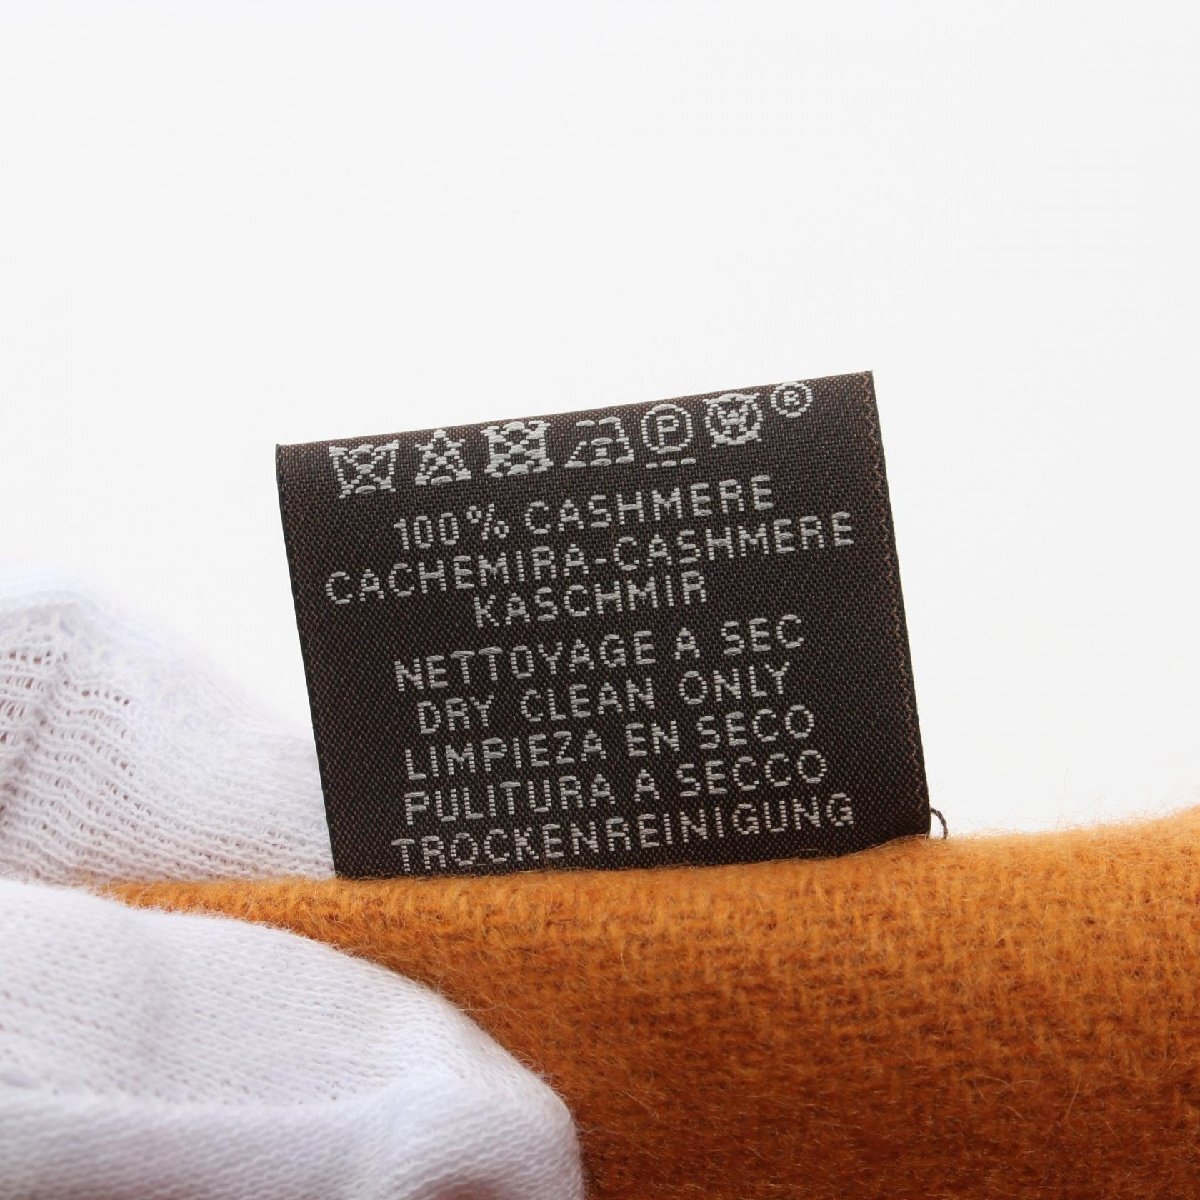 P W ®
100% CASHMERE
CACHEMIRA-CASHMERE
KASCHMIR
NETTOYAGE A SEC
DRY CLEAN ONLY
LIMPIEZA EN SECO
PULITURA A SECCO
TROCKENREINIGUNG